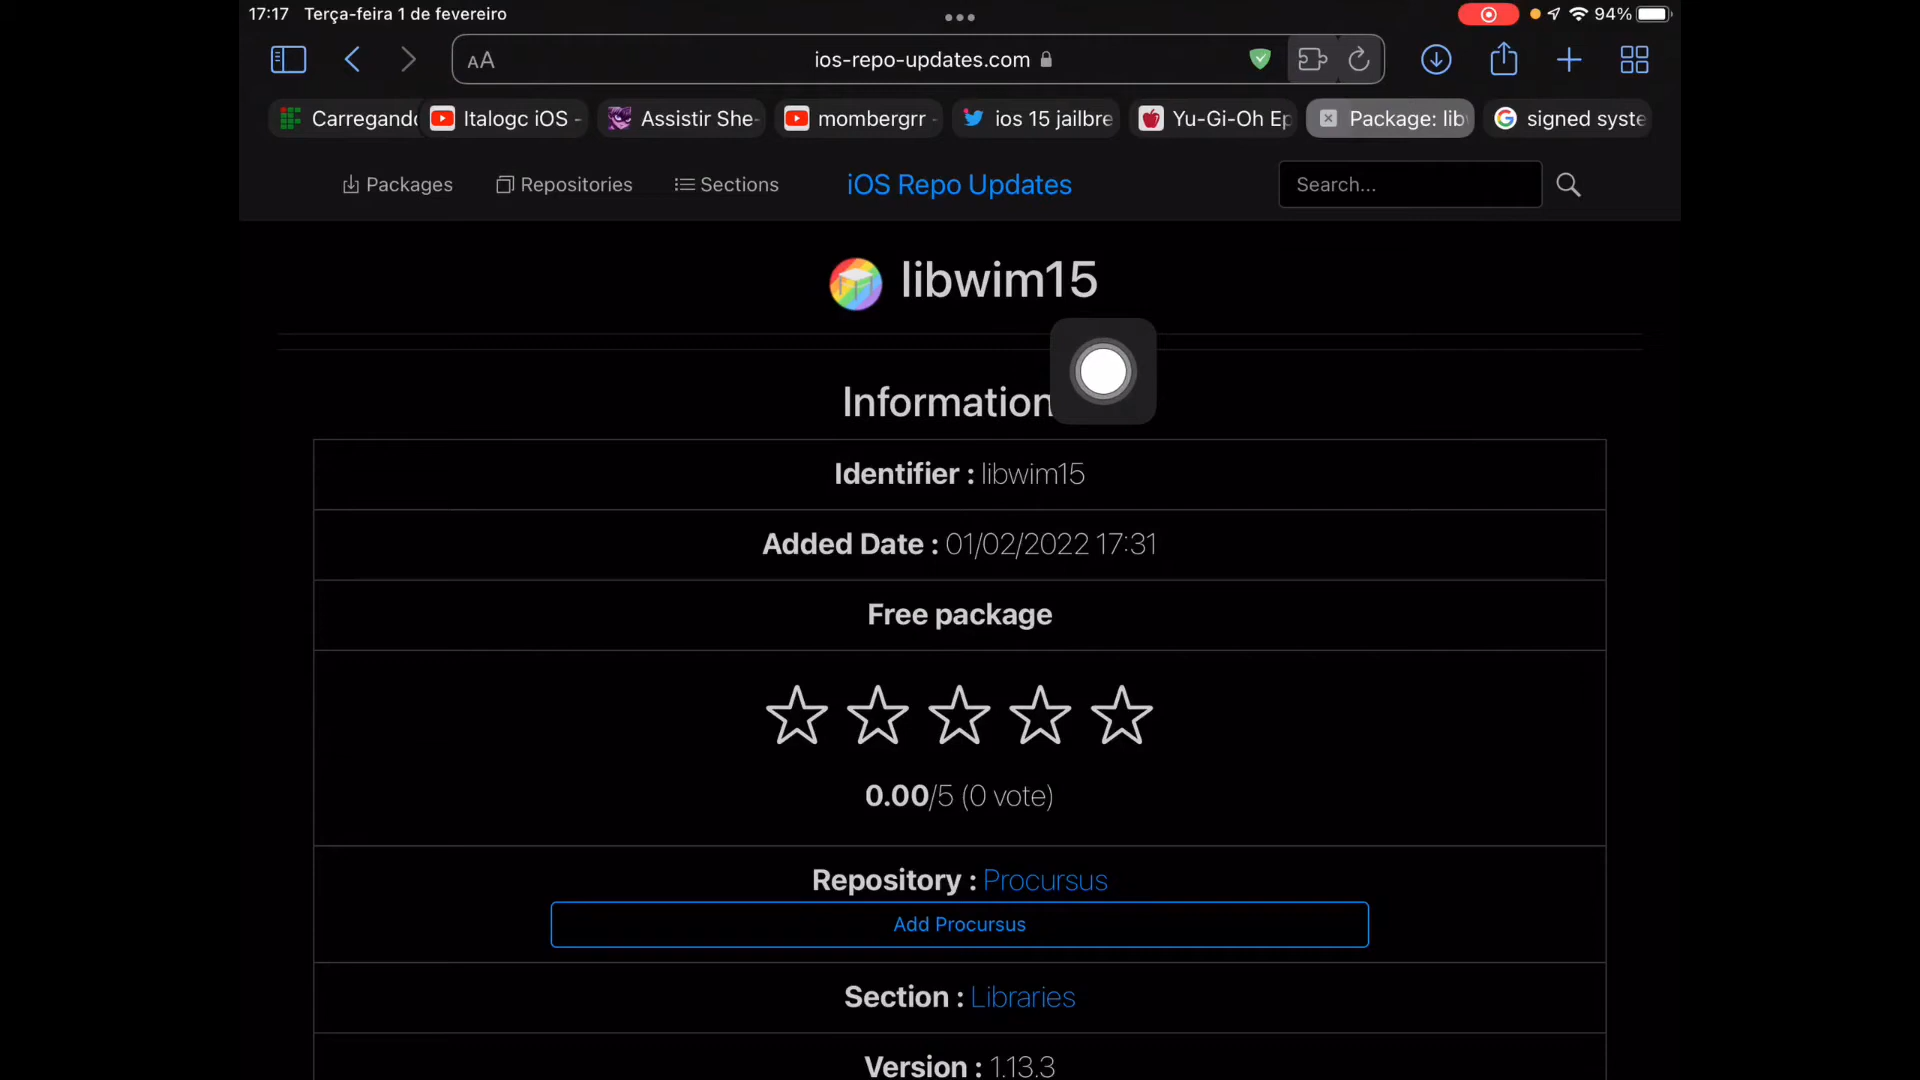 17:17 Terça-feira 1 de fevereiro
94%
AA
ios-repo-updates.com
Carregando
Italogc iOS -
Assistir She-
mombergrr -
ios 15 jailbre
Yu-Gi-Oh Ep
Package: lib
signed syste
Packages
Repositories
Sections
iOS Repo Updates
Search...
libwim15
Information
Identifier : libwim15
Added Date : 01/02/2022 17:31
Free package
0.00/5 (0 vote)
Repository : Procursus
Add Procursus
Section : Libraries
Version : 1.13.3